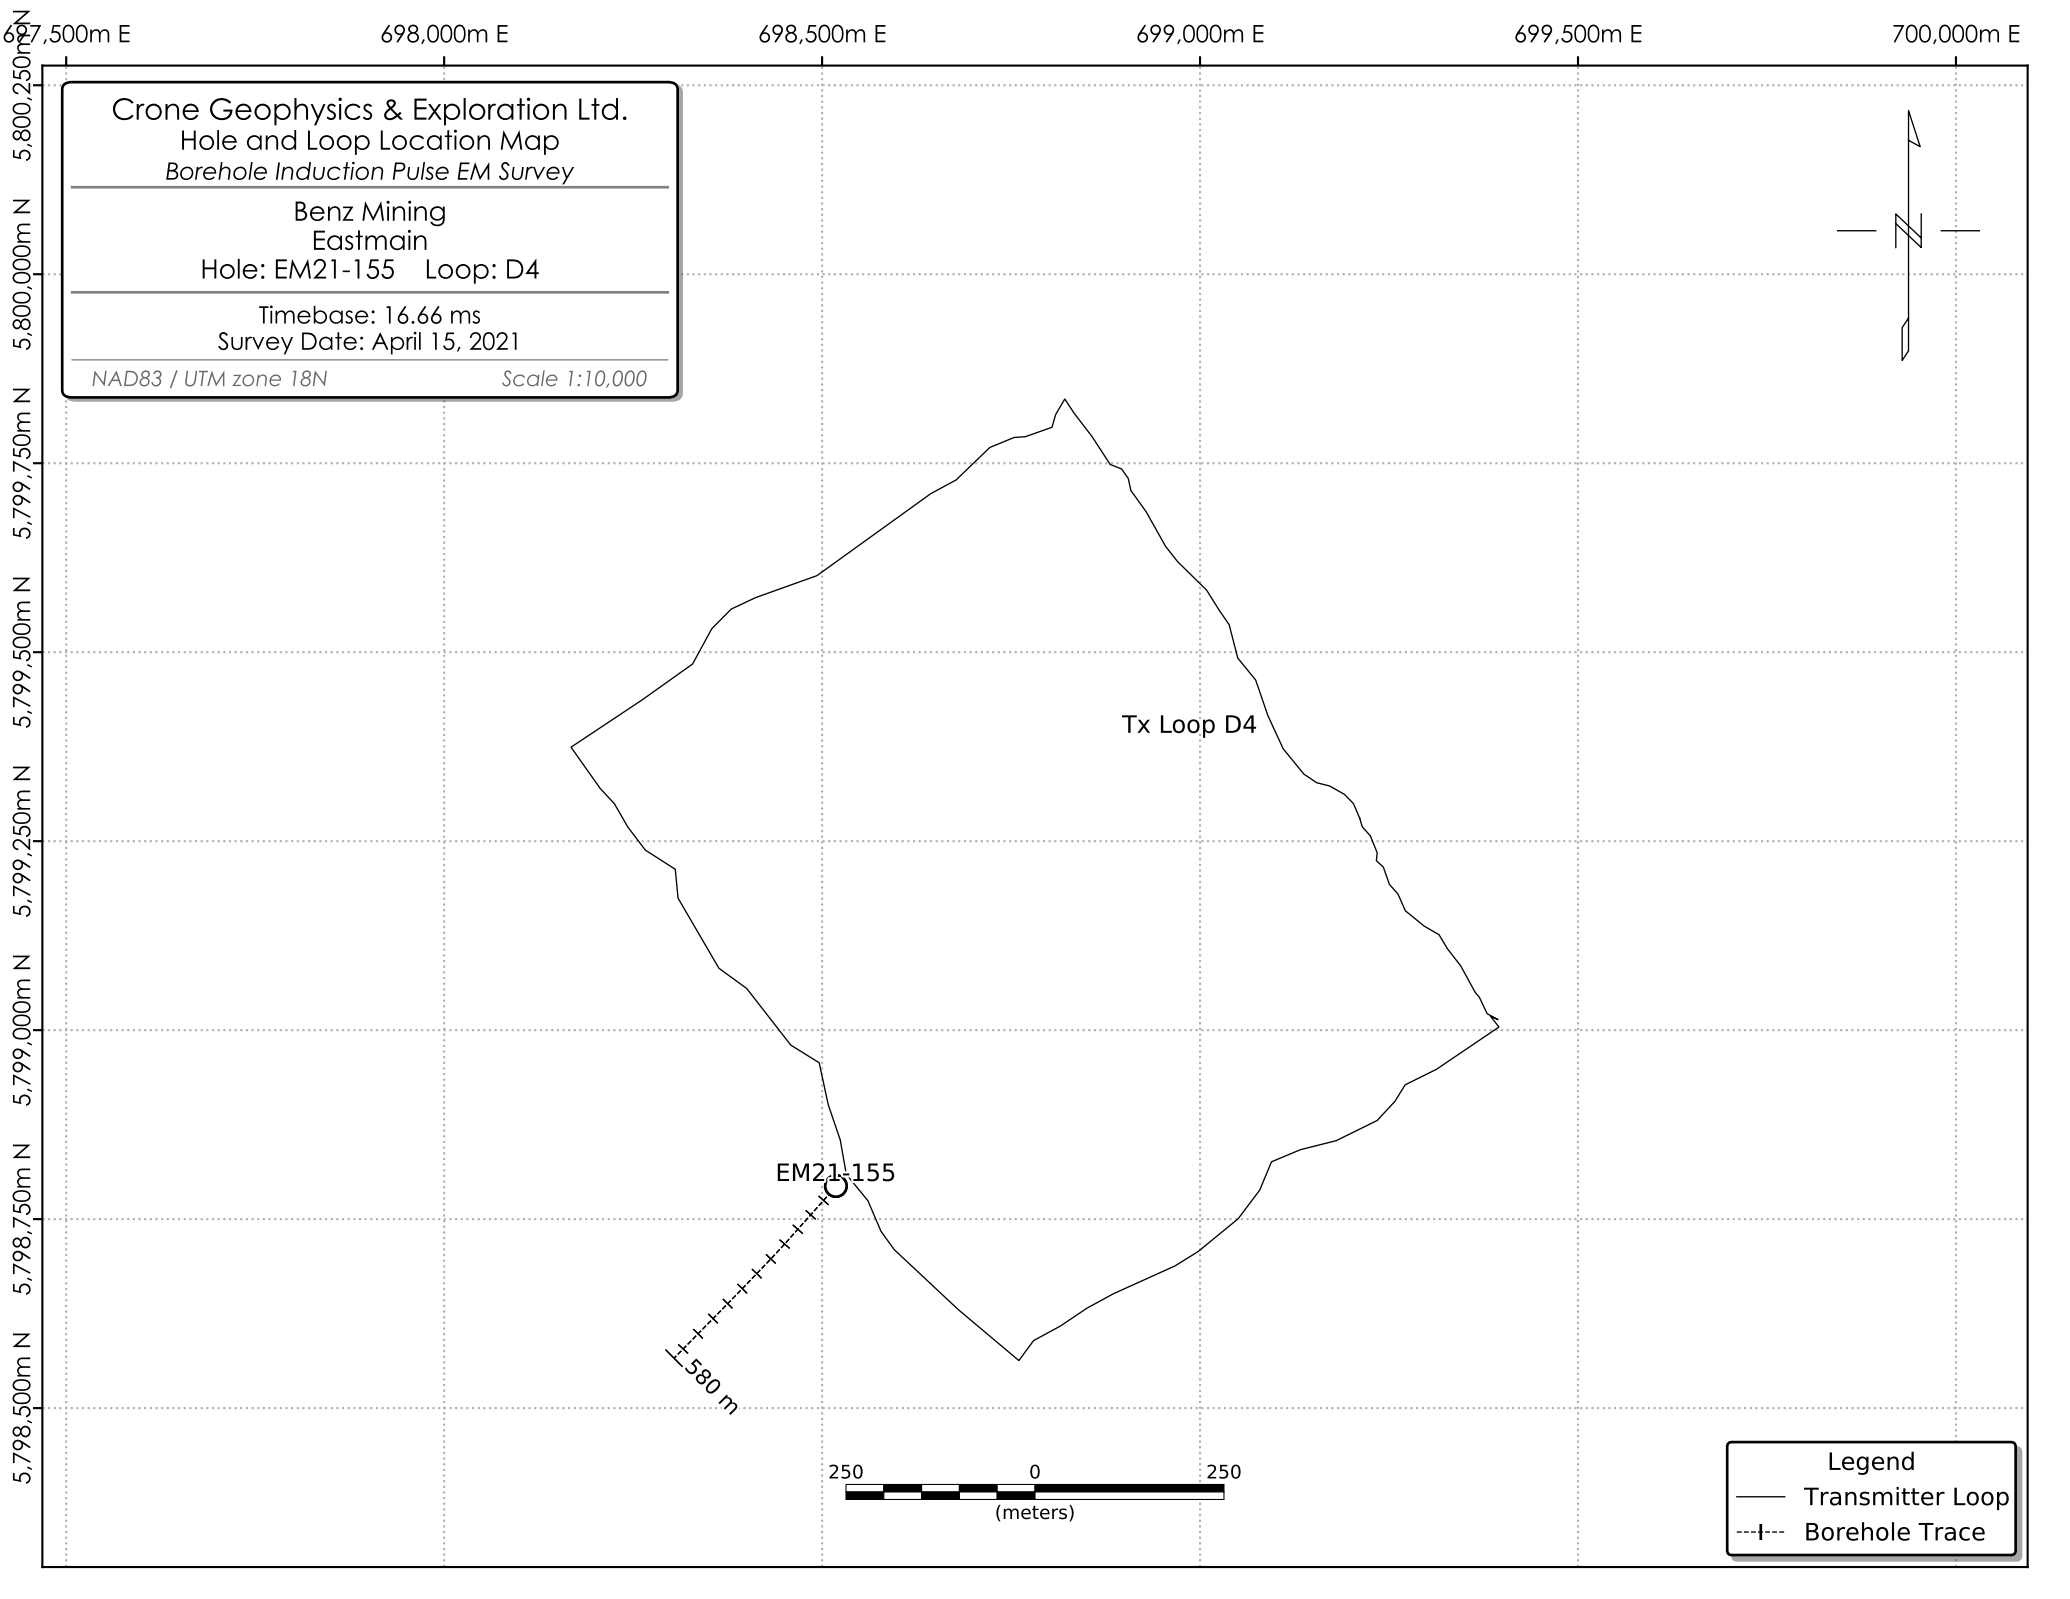 697,500m E 698,000m E 698,500m E 699,000m E 699,500m E 700,000m E
5,800,250m N
5,800,000m N
5,799,750m N
5,799,500m N
5,799,250m N
5,799,000m N
5,798,750m N
5,798,500m N
Crone Geophysics & Exploration Ltd.
Hole and Loop Location Map
Borehole Induction Pulse EM Survey
Benz Mining
Eastmain
Hole: EM21-155 Loop: D4
Timebase: 16.66 ms
Survey Date: April 15, 2021
NAD83 / UTM zone 18N Scale 1:10,000
N
Tx Loop D4
EM21-155
580 m
250 0 250
(meters)
Legend
Transmitter Loop
Borehole Trace